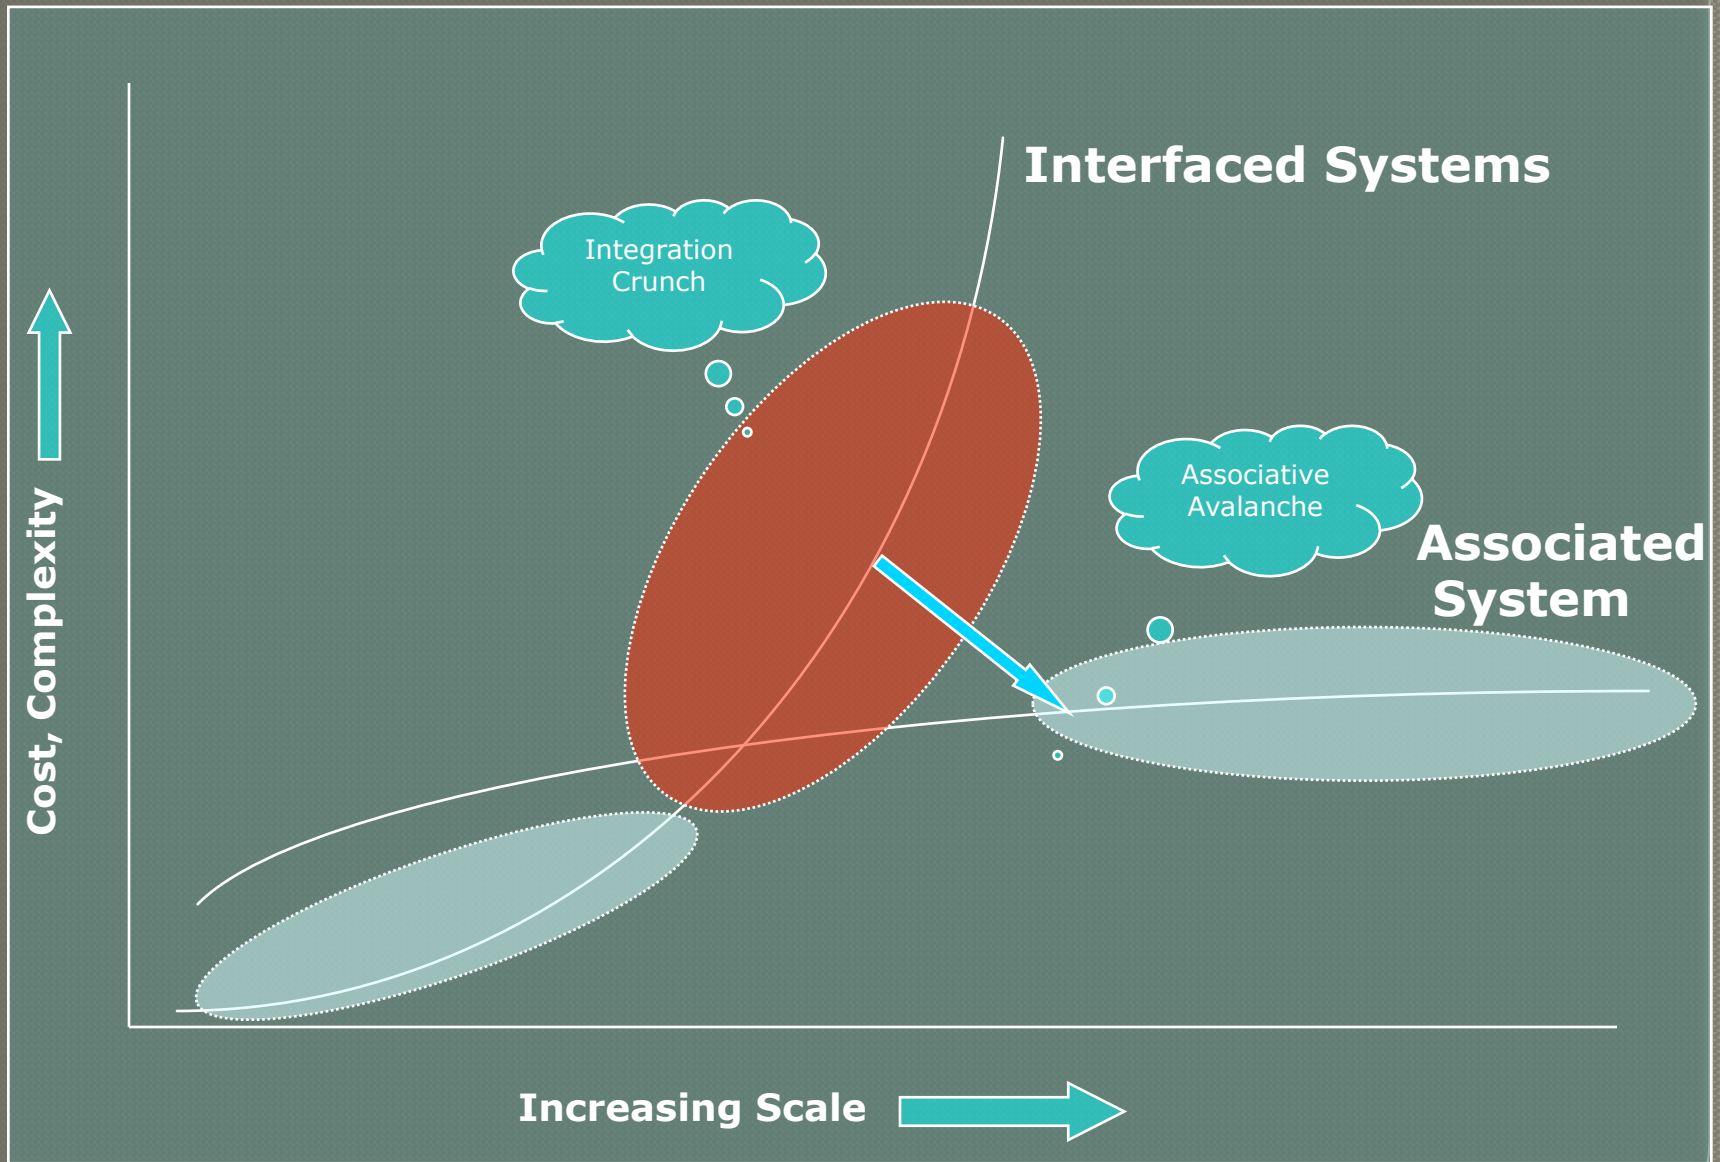 Interfaced Systems
Integration
Crunch
Associative
Avalanche
Associated
System
Cost, Complexity
Increasing Scale